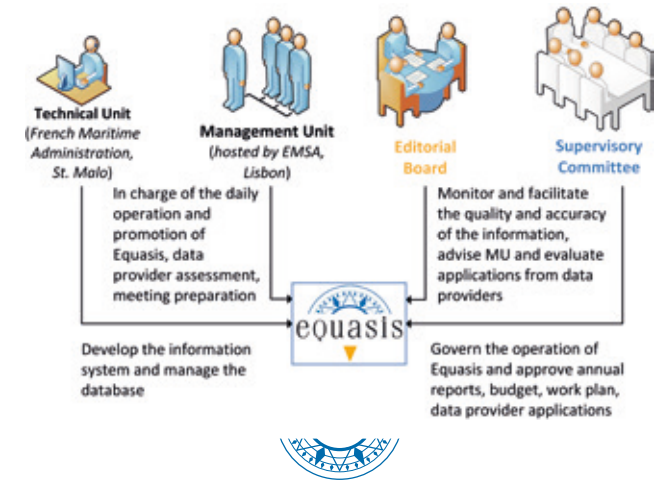 Technical Unit
(French Maritime
Administration,
St. Malo)
Management Unit
(hosted by EMSA,
Lisbon)
Editorial
Board
Supervisory
Committee
In charge of the daily
operation and
promotion of
Equasis, data
provider assessment,
meeting preparation
Monitor and facilitate
the quality and accuracy
of the information,
advise MU and evaluate
applications from data
providers
equasis
Develop the information
system and manage the
database
Govern the operation of
Equasis and approve annual
reports, budget, work plan,
data provider applications